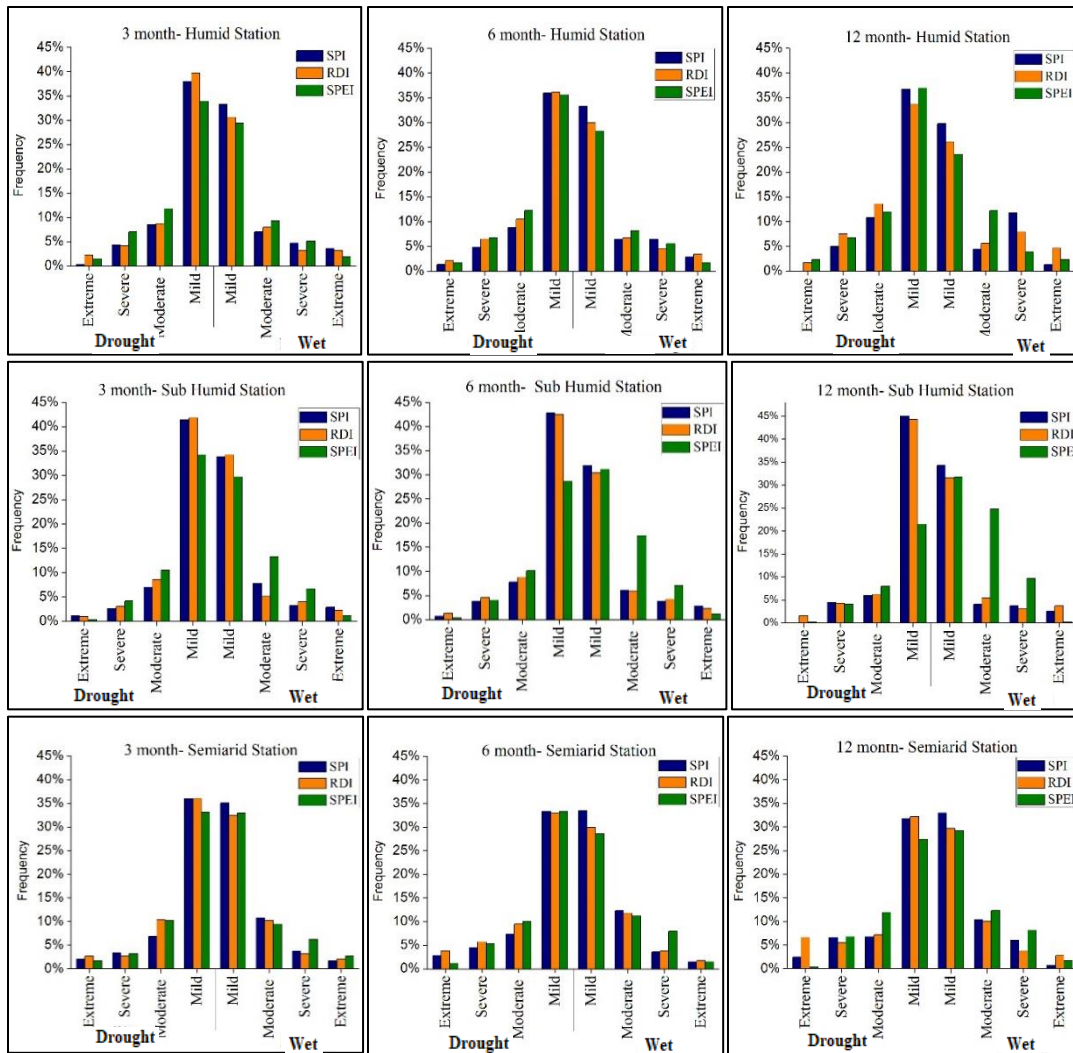 3 month- Humid Station
SPI
RDI
SPEI
Frequency
45%
40%
35%
30%
25%
20%
15%
10%
5%
0%
Extreme
Severe
Moderate
Mild
Mild
Moderate
Severe
Extreme
Drought
Wet
6 month- Humid Station
SPI
RDI
SPEI
Frequency
45%
40%
35%
30%
25%
20%
15%
10%
5%
0%
Extreme
Severe
Moderate
Mild
Mild
Moderate
Severe
Extreme
Drought
Wet
12 month- Humid Station
SPI
RDI
SPEI
Frequency
45%
40%
35%
30%
25%
20%
15%
10%
5%
0%
Extreme
Severe
Moderate
Mild
Mild
Moderate
Severe
Extreme
Drought
Wet
3 month- Sub Humid Station
SPI
RDI
SPEI
Frequency
45%
40%
35%
30%
25%
20%
15%
10%
5%
0%
Extreme
Severe
Moderate
Mild
Mild
Moderate
Severe
Extreme
Drought
Wet
6 month- Sub Humid Station
SPI
RDI
SPEI
Frequency
45%
40%
35%
30%
25%
20%
15%
10%
5%
0%
Extreme
Severe
Moderate
Mild
Mild
Moderate
Severe
Extreme
Drought
Wet
12 month- Sub Humid Station
SPI
RDI
SPEI
Frequency
45%
40%
35%
30%
25%
20%
15%
10%
5%
0%
Extreme
Severe
Moderate
Mild
Mild
Moderate
Severe
Extreme
Drought
Wet
3 month- Semiarid Station
SPI
RDI
SPEI
Frequency
45%
40%
35%
30%
25%
20%
15%
10%
5%
0%
Extreme
Severe
Moderate
Mild
Mild
Moderate
Severe
Extreme
Drought
Wet
6 month- Semiarid Station
SPI
RDI
SPEI
Frequency
45%
40%
35%
30%
25%
20%
15%
10%
5%
0%
Extreme
Severe
Moderate
Mild
Mild
Moderate
Severe
Extreme
Drought
Wet
12 month- Semiarid Station
SPI
RDI
SPEI
Frequency
45%
40%
35%
30%
25%
20%
15%
10%
5%
0%
Extreme
Severe
Moderate
Mild
Mild
Moderate
Severe
Extreme
Drought
Wet